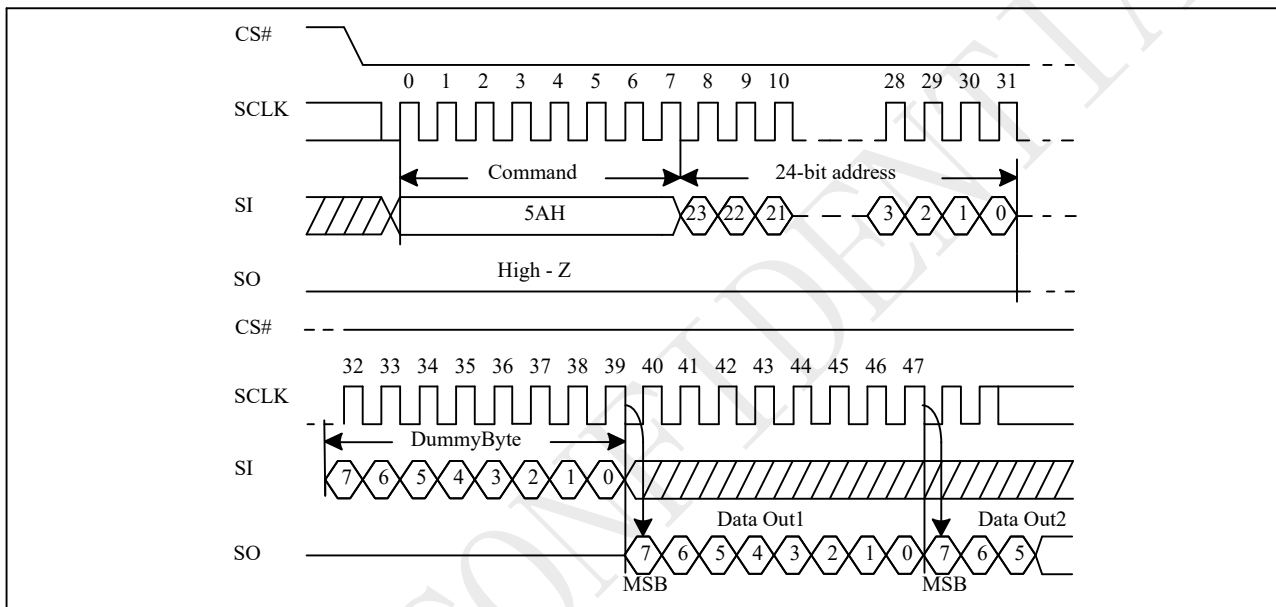 CS#
0 1 2 3 4 5 6 7 8 9 10 28 29 30 31
SCLK
Command 24-bit address
SI 5AH 23 22 21 3 2 1 0
High - Z
SO
CS#
32 33 34 35 36 37 38 39 40 41 42 43 44 45 46 47
SCLK
DummyByte
SI 7 6 5 4 3 2 1 0
Data Out1 Data Out2
SO 7 6 5 4 3 2 1 0 7 6 5
MSB MSB
CONFIDENTIA